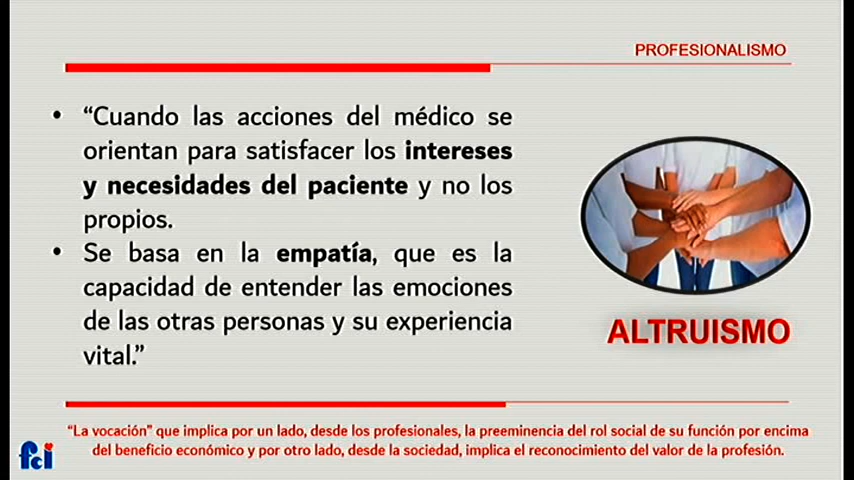 PROFESIONALISMO
• “Cuando las acciones del médico se
orientan para satisfacer los intereses
y necesidades del paciente y no los
propios.
• Se basa en la empatía, que es la
capacidad de entender las emociones
de las otras personas y su experiencia
vital.”
ALTRUISMO
“La vocación” que implica por un lado, desde los profesionales, la preeminencia del rol social de su función por encima
del beneficio económico y por otro lado, desde la sociedad, implica el reconocimiento del valor de la profesión.
fci